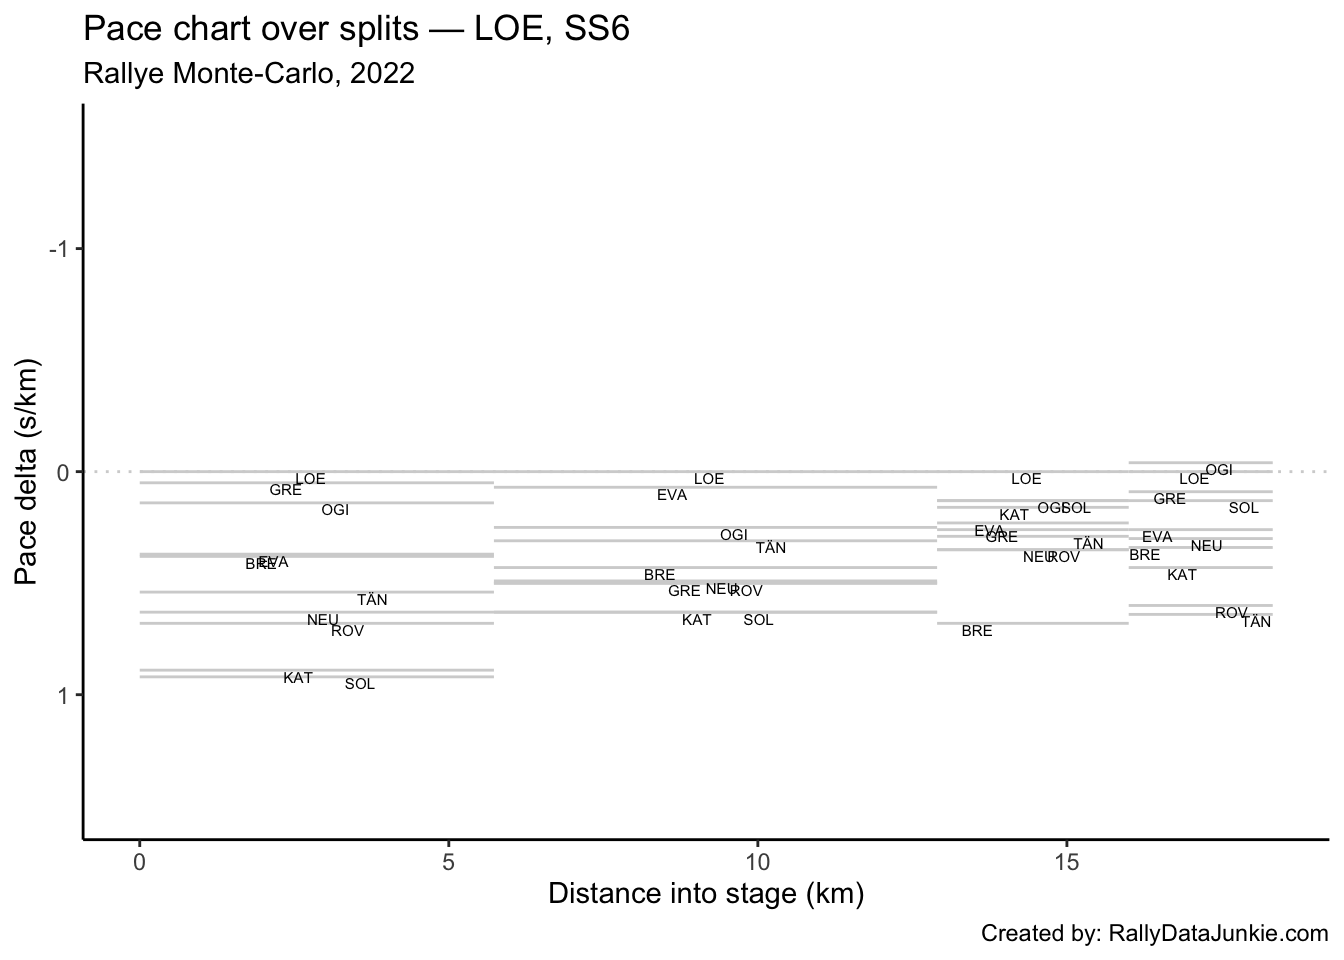 Pace chart over splits — LOE, SS6
Rallye Monte-Carlo, 2022
Pace delta (s/km)
-1
0
1
LOE
GRE
OGI
BRE
EVA
TÄN
NEU
ROV
KAT
SOL
LOE
EVA
OGI
TÄN
BRE
GRE
NEU
ROV
KAT
SOL
LOE
OGI
SOL
KAT
EVA
GRE
TÄN
NEU
ROV
BRE
OGI
LOE
GRE
SOL
EVA
NEU
BRE
KAT
ROV
TÄN
0
5
10
15
Distance into stage (km)
Created by: RallyDataJunkie.com